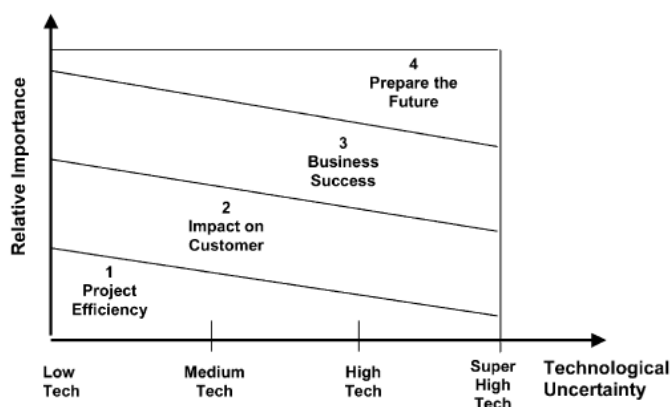 4
Prepare the
Future
3
Business
Success
2
Impact on
Customer
1
Project
Efficiency
Relative Importance
Low
Tech
Medium
Tech
High
Tech
Super
High
Tech
Technological
Uncertainty